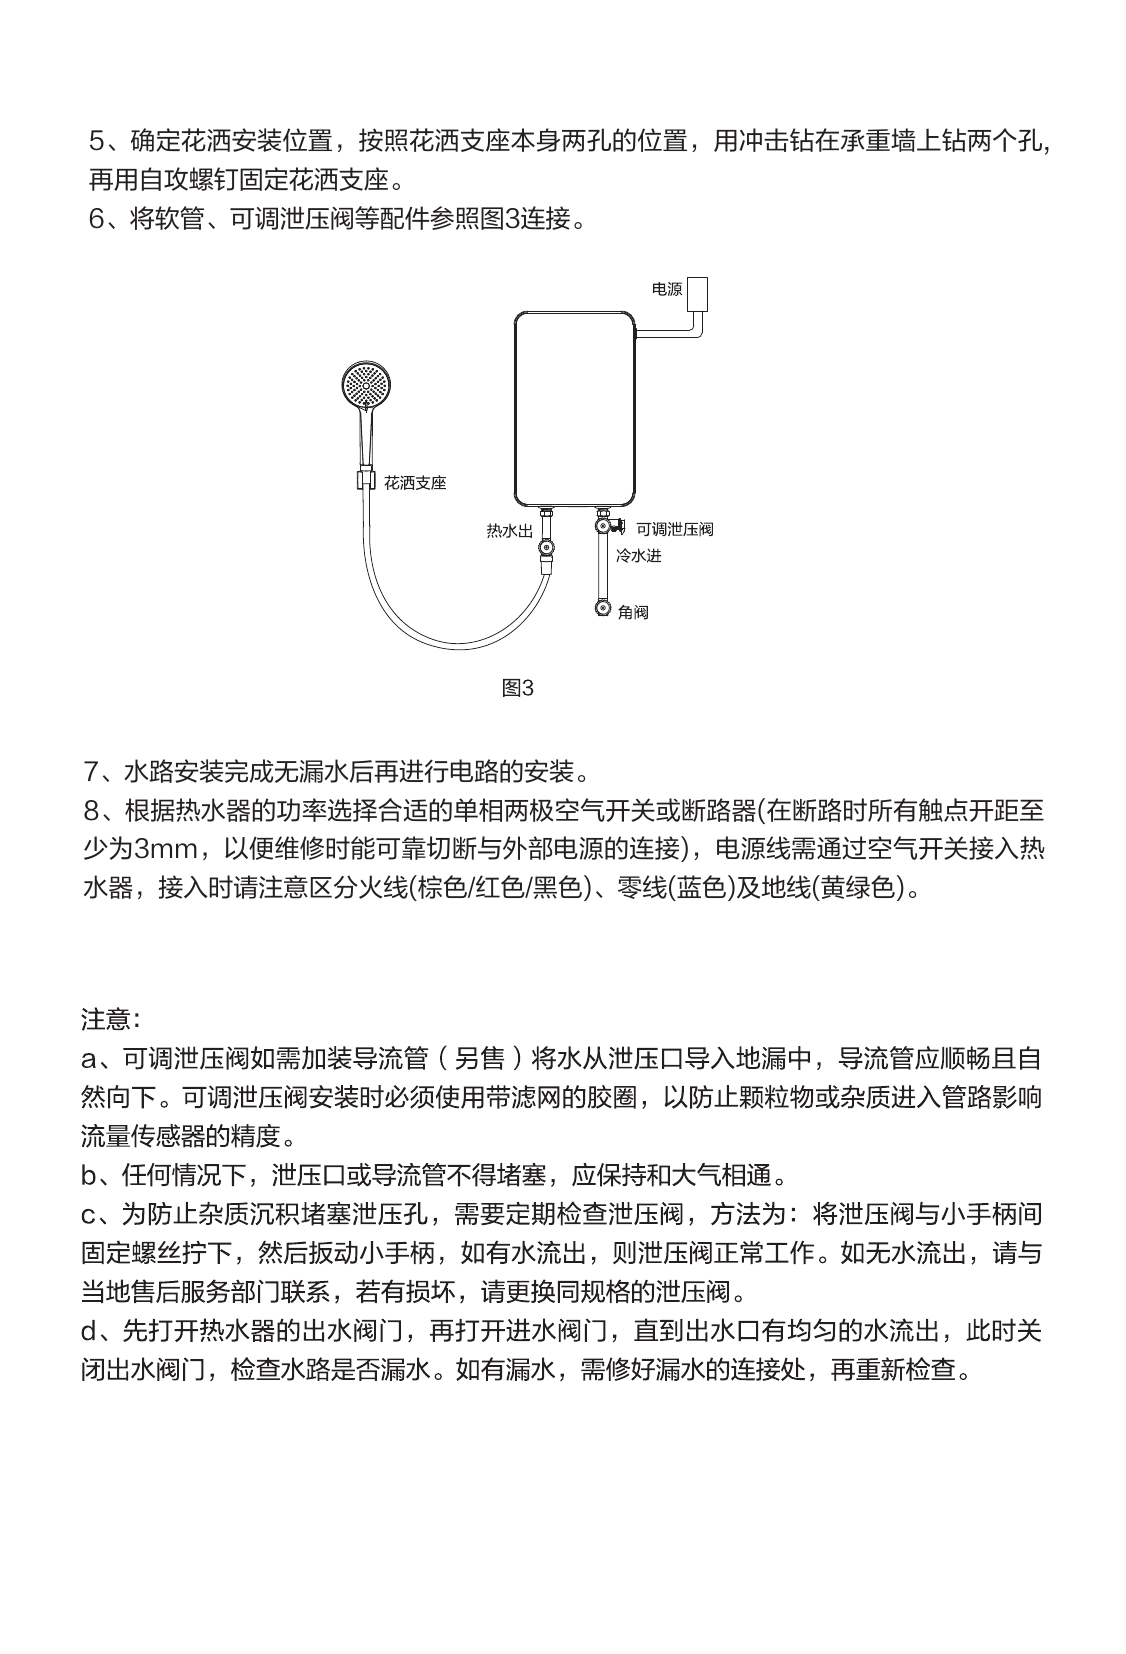 5、确定花洒安装位置，按照花洒支座本身两孔的位置，用冲击钻在承重墙上钻两个孔，
再用自攻螺钉固定花洒支座。
6、将软管、可调泄压阀等配件参照图3连接。
电源
花洒支座
热水出
可调泄压阀
冷水进
角阀
图3
7、水路安装完成无漏水后再进行电路的安装。
8、根据热水器的功率选择合适的单相两极空气开关或断路器(在断路时所有触点开距至
少为3mm，以便维修时能可靠切断与外部电源的连接)，电源线需通过空气开关接入热
水器，接入时请注意区分火线(棕色/红色/黑色)、零线(蓝色)及地线(黄绿色)。
注意：
a、可调泄压阀如需加装导流管（另售）将水从泄压口导入地漏中，导流管应顺畅且自
然向下。可调泄压阀安装时必须使用带滤网的胶圈，以防止颗粒物或杂质进入管路影响
流量传感器的精度。
b、任何情况下，泄压口或导流管不得堵塞，应保持和大气相通。
c、为防止杂质沉积堵塞泄压孔，需要定期检查泄压阀，方法为：将泄压阀与小手柄间
固定螺丝拧下，然后扳动小手柄，如有水流出，则泄压阀正常工作。如无水流出，请与
当地售后服务部门联系，若有损坏，请更换同规格的泄压阀。
d、先打开热水器的出水阀门，再打开进水阀门，直到出水口有均匀的水流出，此时关
闭出水阀门，检查水路是否漏水。如有漏水，需修好漏水的连接处，再重新检查。